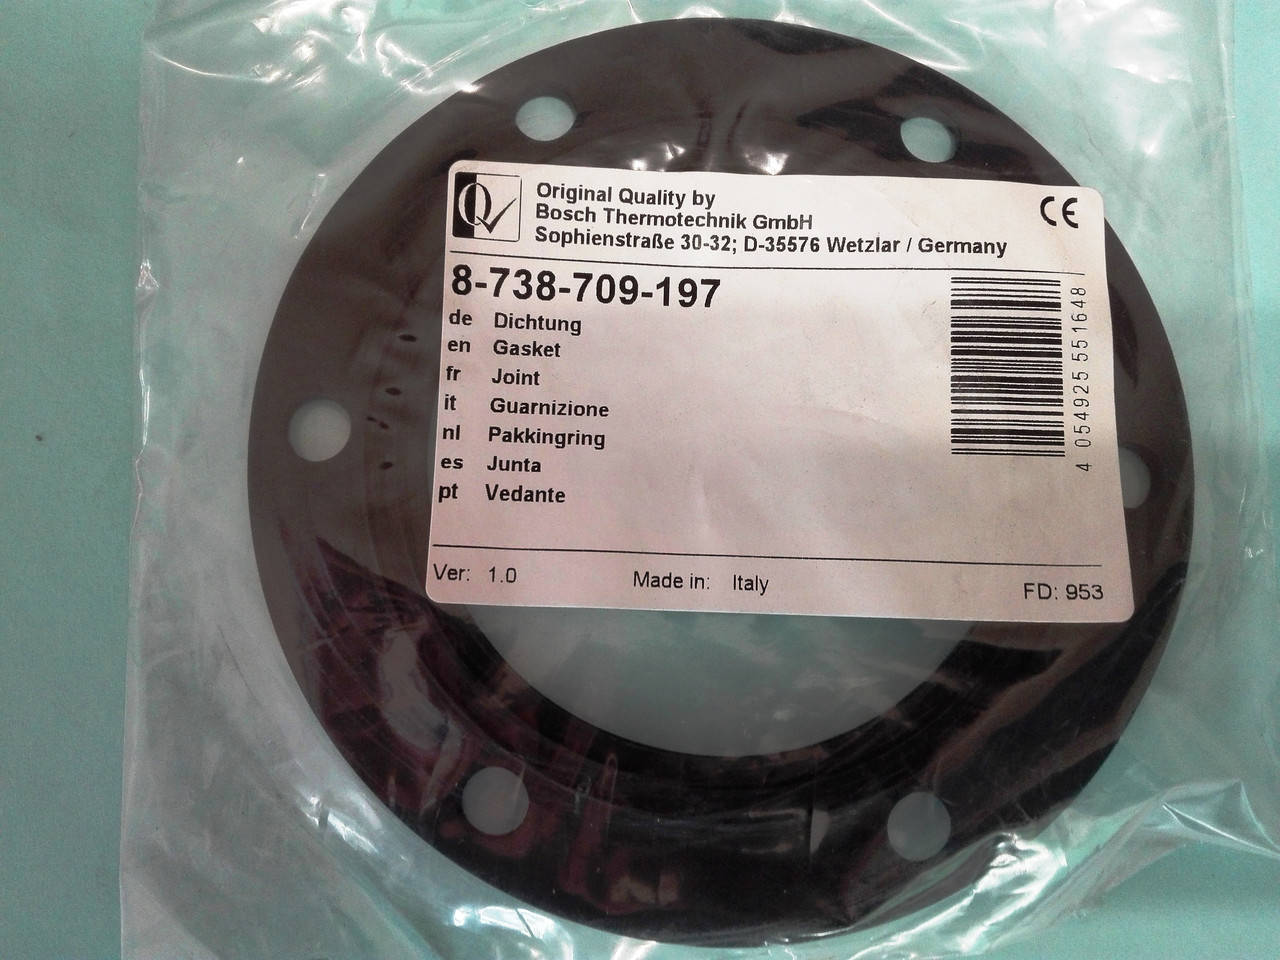 Original Quality by
Bosch Thermotechnik GmbH
Sophienstraße 30-32; D-35576 Wetzlar / Germany
8-738-709-197
de Dichtung
en Gasket
fr Joint
it Guarnizione
nl Pakkingring
es Junta
pt Vedante
4 054925 551648
Ver: 1.0 Made in: Italy FD: 953